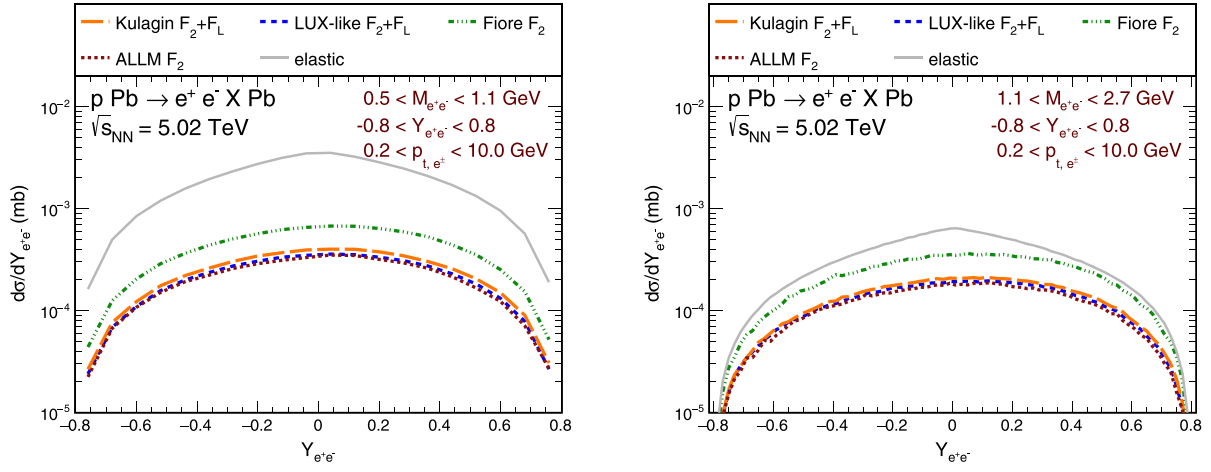 Kulagin F2+FL LUX-like F2+FL Fiore F2
ALLM F2 elastic
p Pb → e+ e- X Pb
√sNN = 5.02 TeV
0.5 < Me+e- < 1.1 GeV
-0.8 < Ye+e- < 0.8
0.2 < pt, e± < 10.0 GeV
dσ/dYe+e- (mb)
10−2
10−3
10−4
10−5
−0.8 −0.6 −0.4 −0.2 0 0.2 0.4 0.6 0.8
Ye+e-
Kulagin F2+FL LUX-like F2+FL Fiore F2
ALLM F2 elastic
p Pb → e+ e- X Pb
√sNN = 5.02 TeV
1.1 < Me+e- < 2.7 GeV
-0.8 < Ye+e- < 0.8
0.2 < pt, e± < 10.0 GeV
dσ/dYe+e- (mb)
10−2
10−3
10−4
10−5
−0.8 −0.6 −0.4 −0.2 0 0.2 0.4 0.6 0.8
Ye+e-